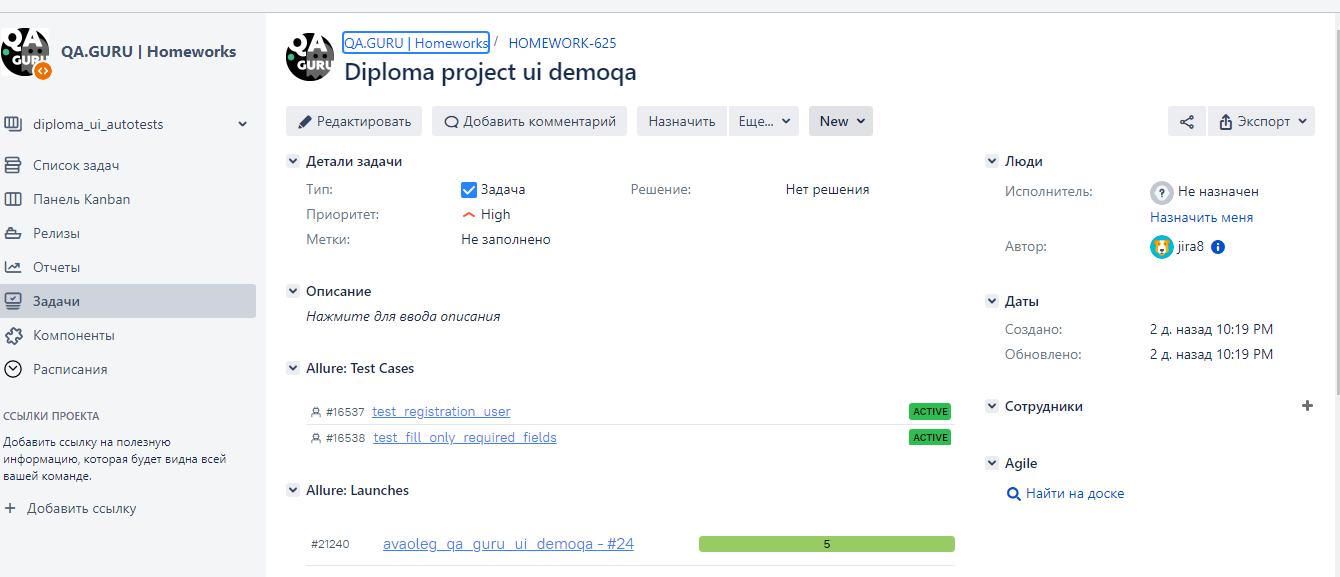 QA
GURU
QA.GURU | Homeworks
diploma_ui_autotests
Список задач
Панель Kanban
Релизы
Отчеты
Задачи
Компоненты
Расписания
ССЫЛКИ ПРОЕКТА
Добавить ссылку на полезную
информацию, которая будет видна всей
вашей команде.
+ Добавить ссылку
QA
GURU
QA.GURU | Homeworks / HOMEWORK-625
Diploma project ui demoqa
Редактировать Добавить комментарий Назначить Еще... New Экспорт
Детали задачи
Тип: Задача Решение: Нет решения
Приоритет: High
Метки: Не заполнено
Описание
Нажмите для ввода описания
Allure: Test Cases
#16537 test_registration_user ACTIVE
#16538 test_fill_only_required_fields ACTIVE
Allure: Launches
#21240 avaoleg_qa_guru_ui_demoqa - #24 5
Люди
Исполнитель: ? Не назначен
Назначить меня
Автор: jira8
Даты
Создано: 2 д. назад 10:19 PM
Обновлено: 2 д. назад 10:19 PM
Сотрудники +
Agile
Найти на доске